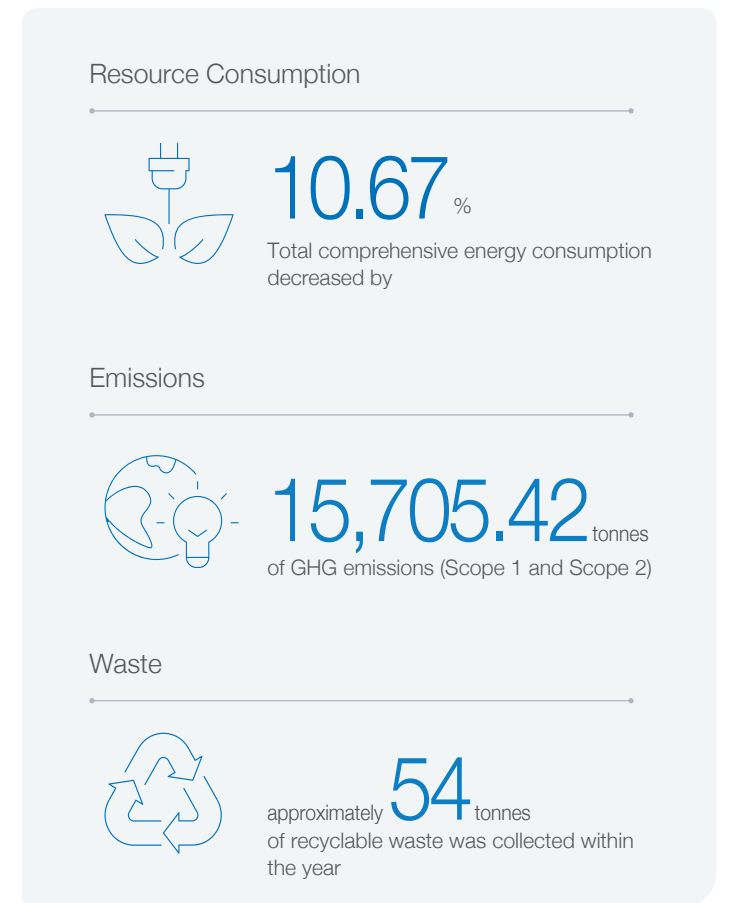 Resource Consumption
10.67 %
Total comprehensive energy consumption
decreased by
Emissions
15,705.42 tonnes
of GHG emissions (Scope 1 and Scope 2)
Waste
approximately 54 tonnes
of recyclable waste was collected within
the year